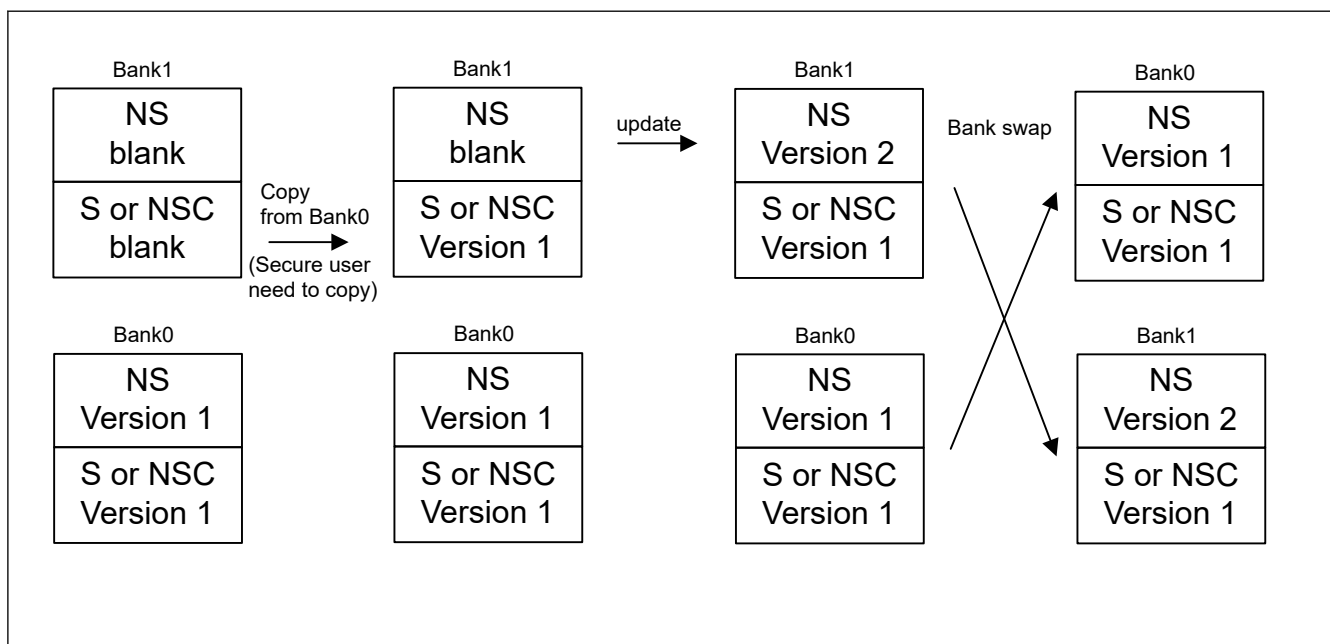 Bank1
NS
blank
S or NSC
blank
Bank0
NS
Version 1
S or NSC
Version 1
Copy
from Bank0
(Secure user
need to copy)
Bank1
NS
blank
S or NSC
Version 1
Bank0
NS
Version 1
S or NSC
Version 1
update
Bank1
NS
Version 2
S or NSC
Version 1
Bank0
NS
Version 1
S or NSC
Version 1
Bank swap
Bank0
NS
Version 1
S or NSC
Version 1
Bank1
NS
Version 2
S or NSC
Version 1